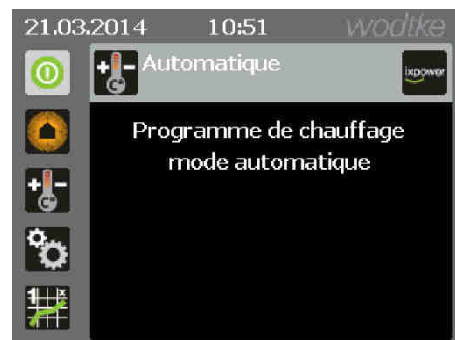 21.03.2014 10:51 wodtke
Automatique
ixpower
Programme de chauffage
mode automatique